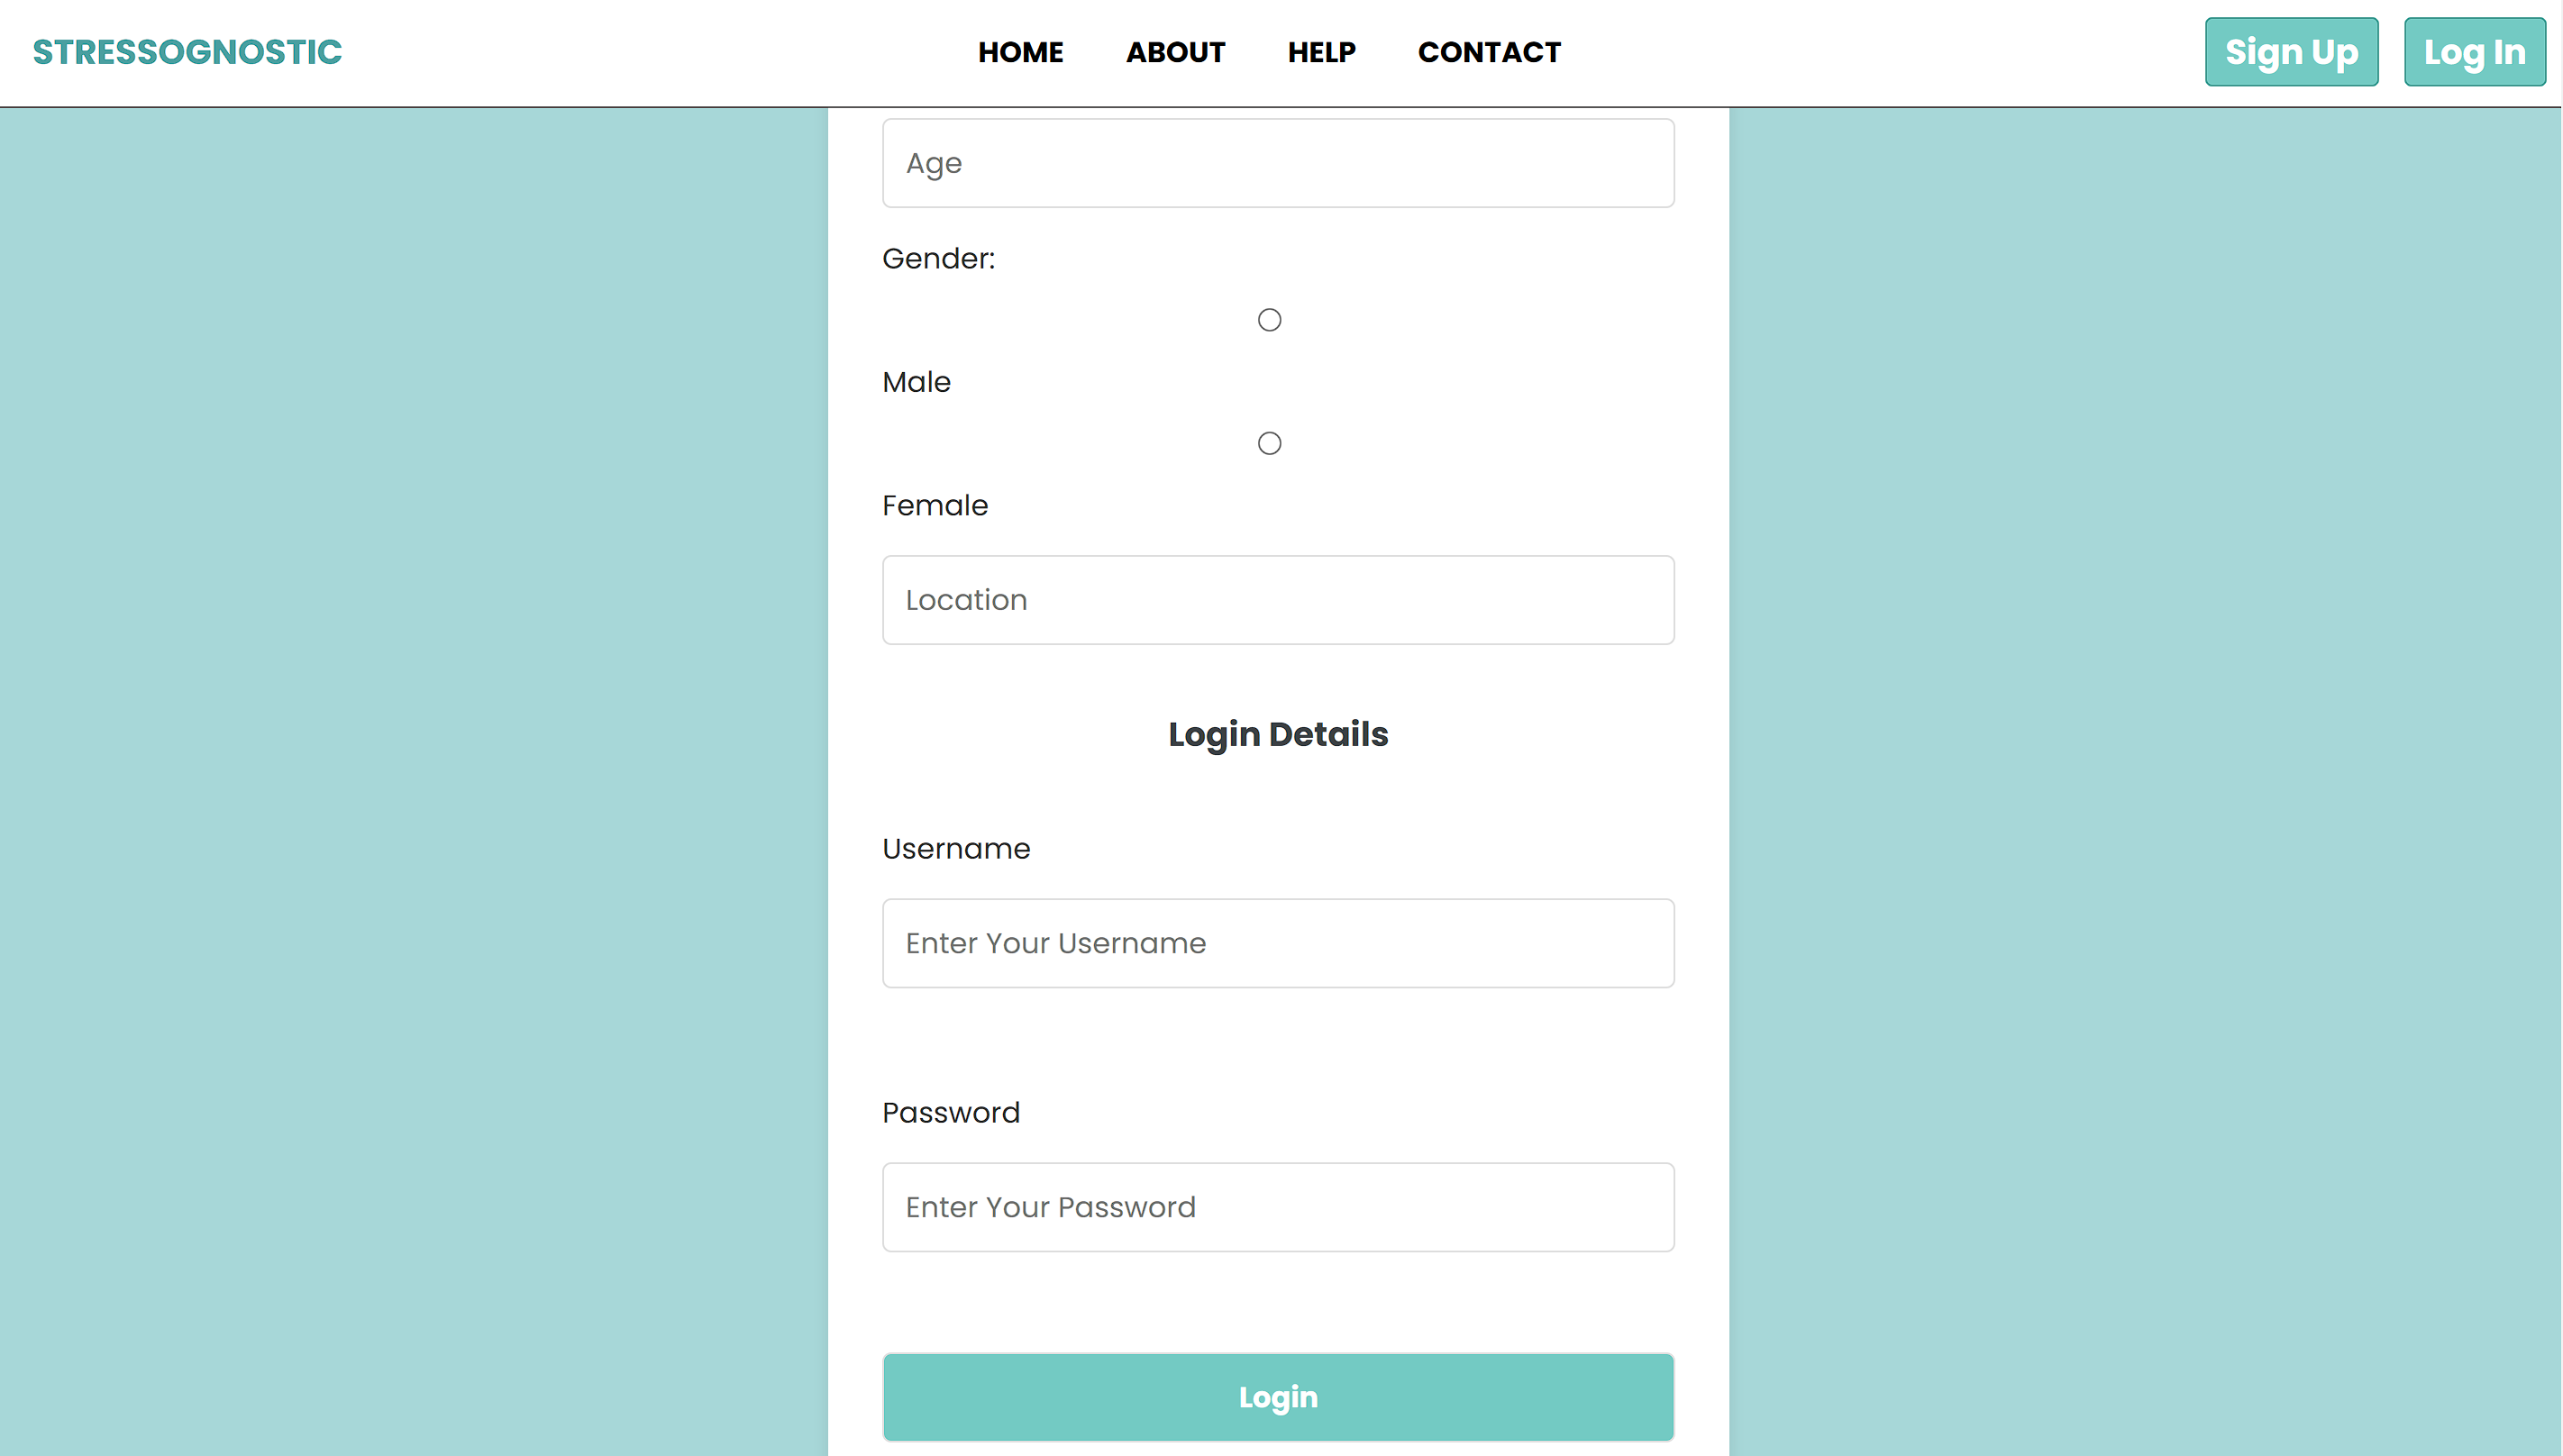 STRESSOGNOSTIC
HOME ABOUT HELP CONTACT
Sign Up Log In
Age
Gender:
Male
Female
Location
Login Details
Username
Enter Your Username
Password
Enter Your Password
Login